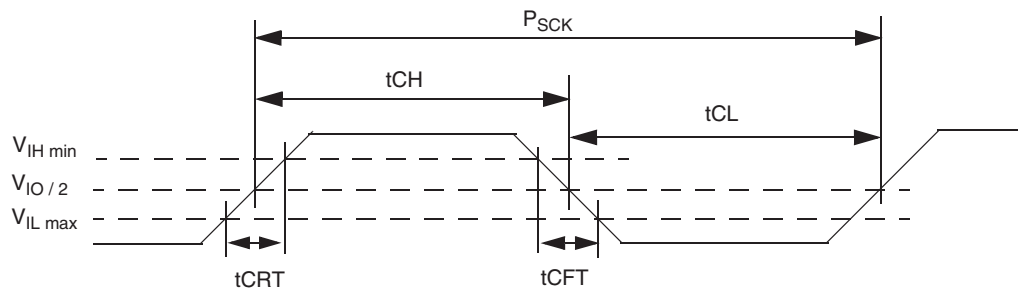 PSCK
tCH
tCL
VIH min
VIO / 2
VIL max
tCRT
tCFT